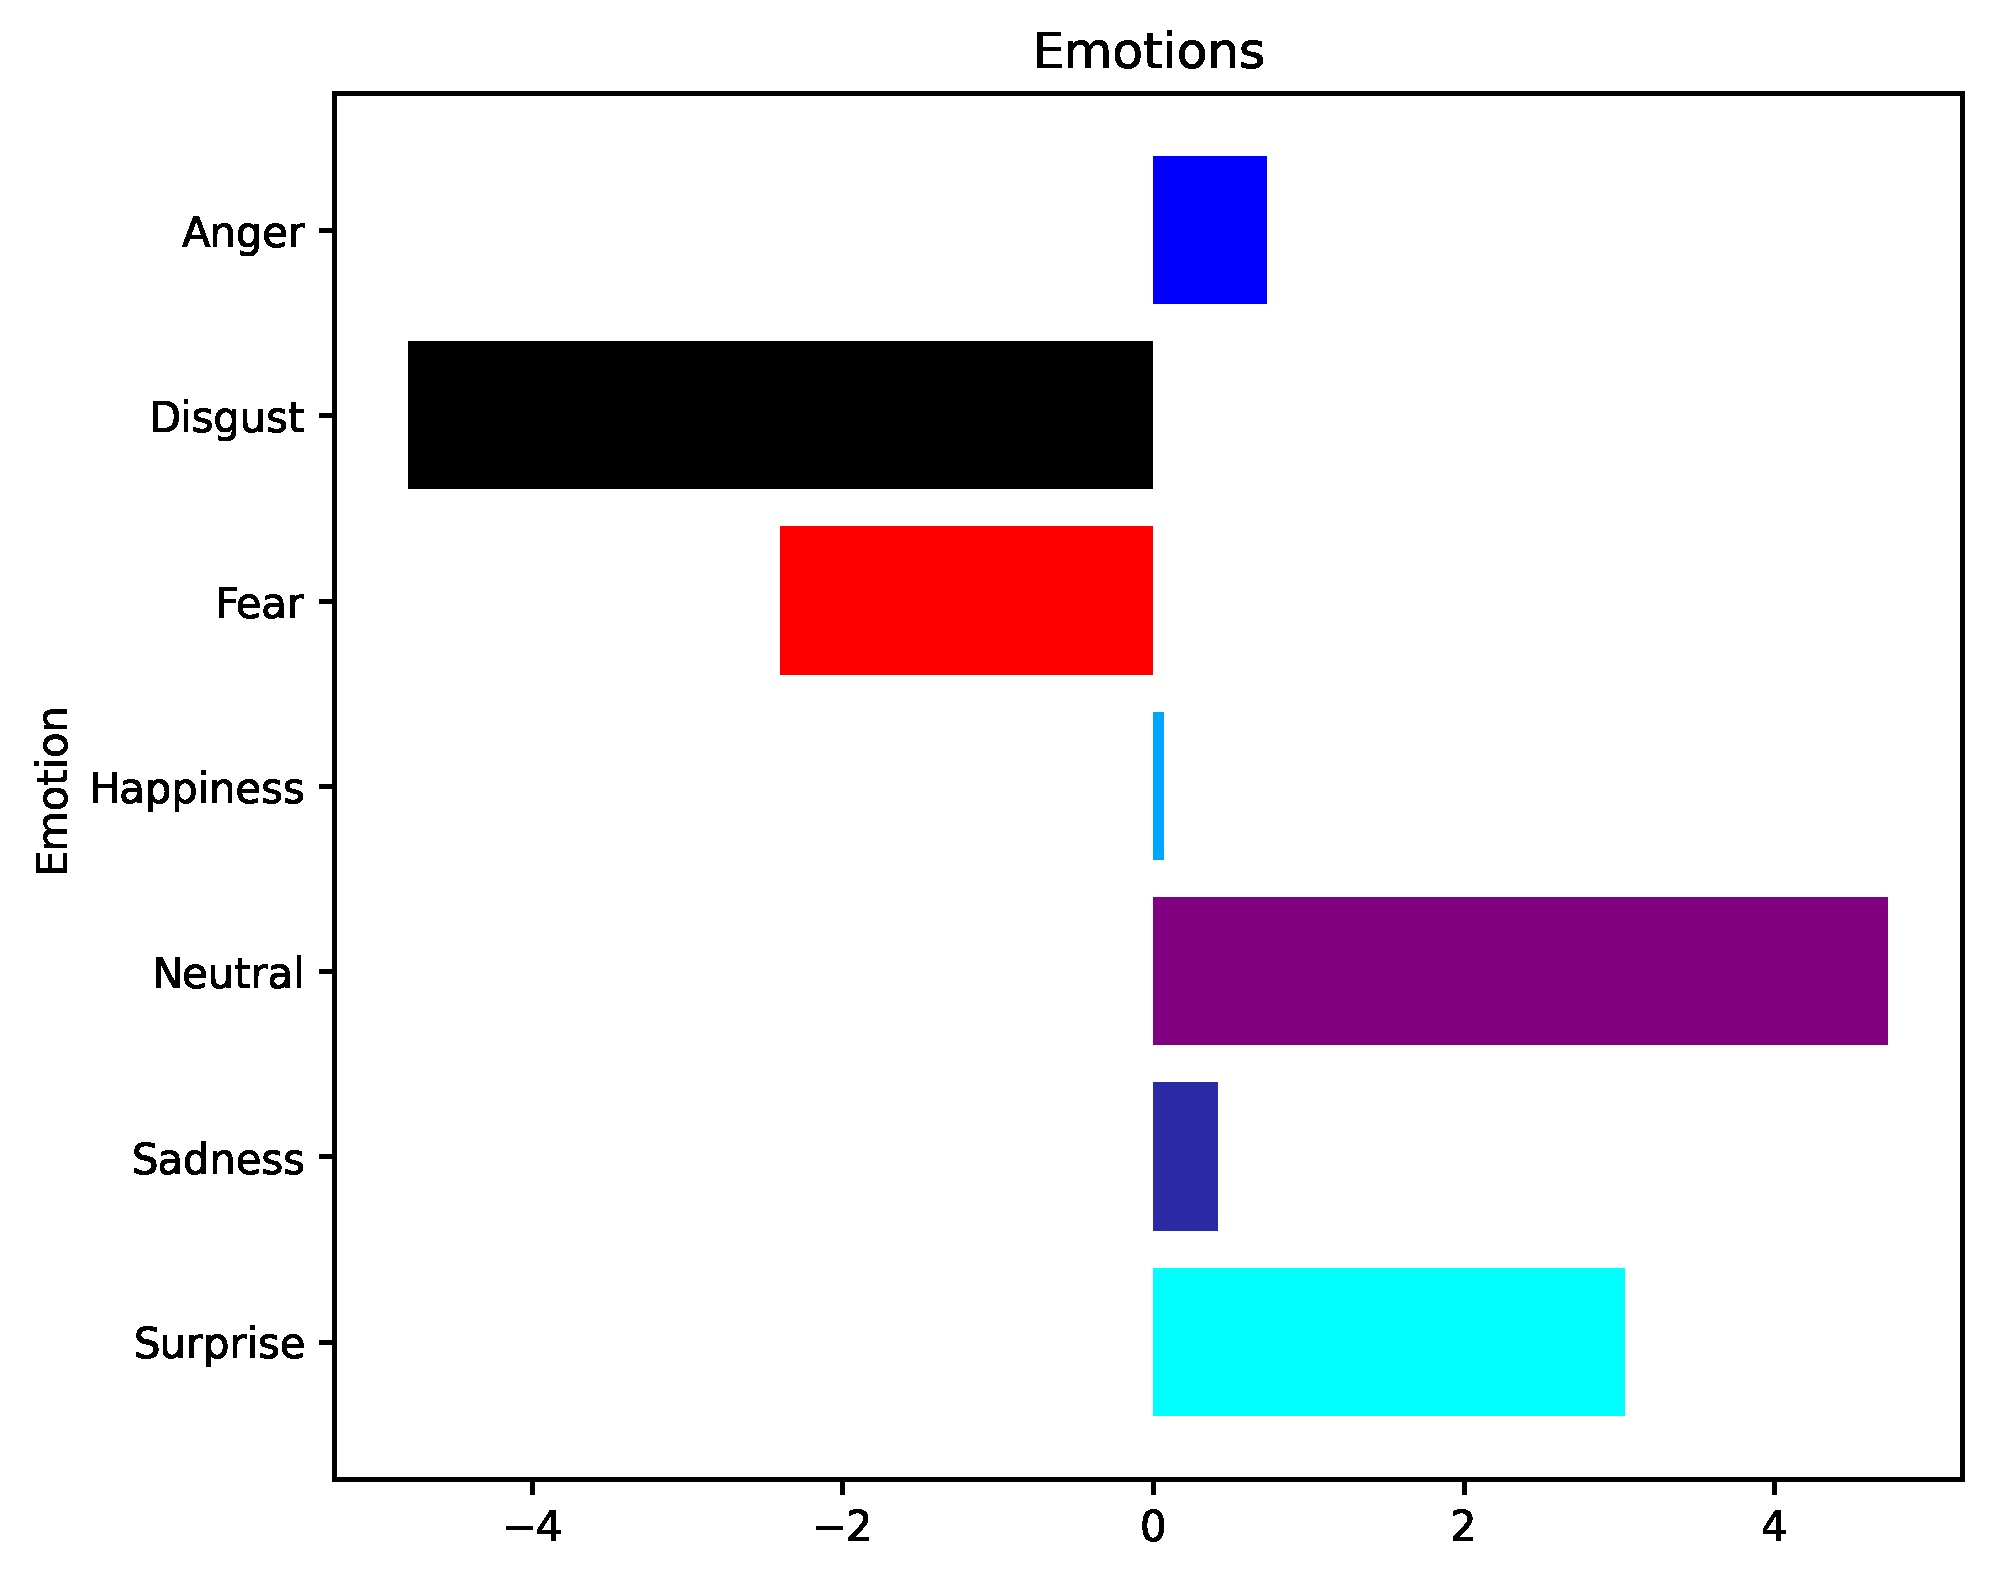 Emotions
Emotion
Anger
Disgust
Fear
Happiness
Neutral
Sadness
Surprise
−4 −2 0 2 4